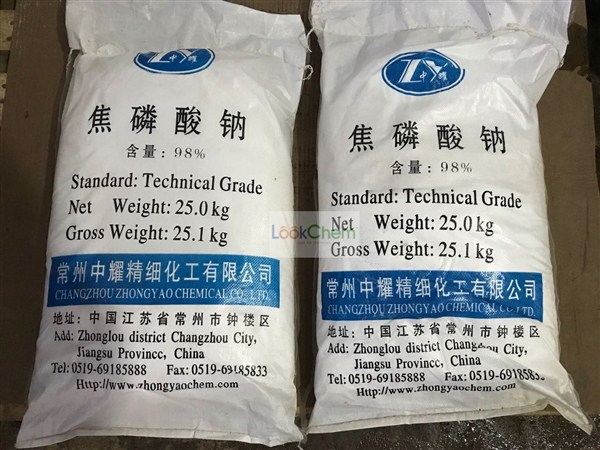 中耀
焦磷酸钠
含量：98%
Standard: Technical Grade
Net Weight: 25.0 kg
Gross Weight: 25.1 kg
常州中耀精细化工有限公司
CHANGZHOU ZHONGYAO CHEMICAL CO., LTD.
地址：中国江苏省常州市钟楼区
Add: Zhonglou district Changzhou City,
Jiangsu Provincc, China
Tel: 0519-69185888 Fax: 0519-69185833
Http://www.zhongyaochem.com
ZY
中耀
焦磷酸钠
含量：98%
Standard: Technical Grade
Net Weight: 25.0 kg
Gross Weight: 25.1 kg
常州中耀精细化工有限公司
CHANGZHOU ZHONGYAO CHEMICAL CO., LTD.
地址：中国江苏省常州市钟楼区
Add: Zhonglou district Changzhou City,
Jiangsu Provincc, China
Tel: 0519-69185888 Fax: 0519-69185833
Http://www.zhongyaochem.com
LookChem